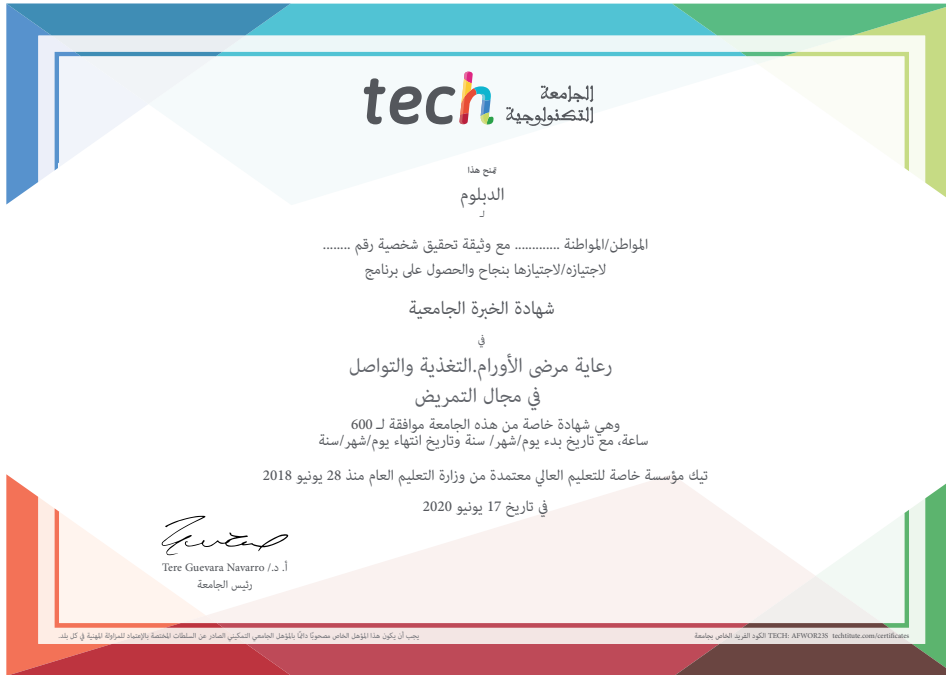 tech الجامعة
التكنولوجية
تمنح هذا
الدبلوم
لـ
المواطن/المواطنة ............ مع وثيقة تحقيق شخصية رقم ........
لاجتيازه/لاجتيازها بنجاح والحصول على برنامج
شهادة الخبرة الجامعية
في
رعاية مرضى الأورام.التغذية والتواصل
في مجال التمريض
وهي شهادة خاصة من هذه الجامعة موافقة لـ 600
ساعة، مع تاريخ بدء يوم/شهر/ سنة وتاريخ انتهاء يوم/شهر/سنة
تيك مؤسسة خاصة للتعليم العالي معتمدة من وزارة التعليم العام منذ 28 يونيو 2018
في تاريخ 17 يونيو 2020
أ. د./ Tere Guevara Navarro
رئيس الجامعة
يجب أن يكون هذا المؤهل الخاص مصحوبًا دائمًا بالمؤهل الجامعي التمكيني الصادر عن السلطات المختصة بالإعتماد للمزاولة المهنية في كل بلد.
الكود الفريد الخاص بجامعة TECH: AFWOR23S techtitute.com/certificates